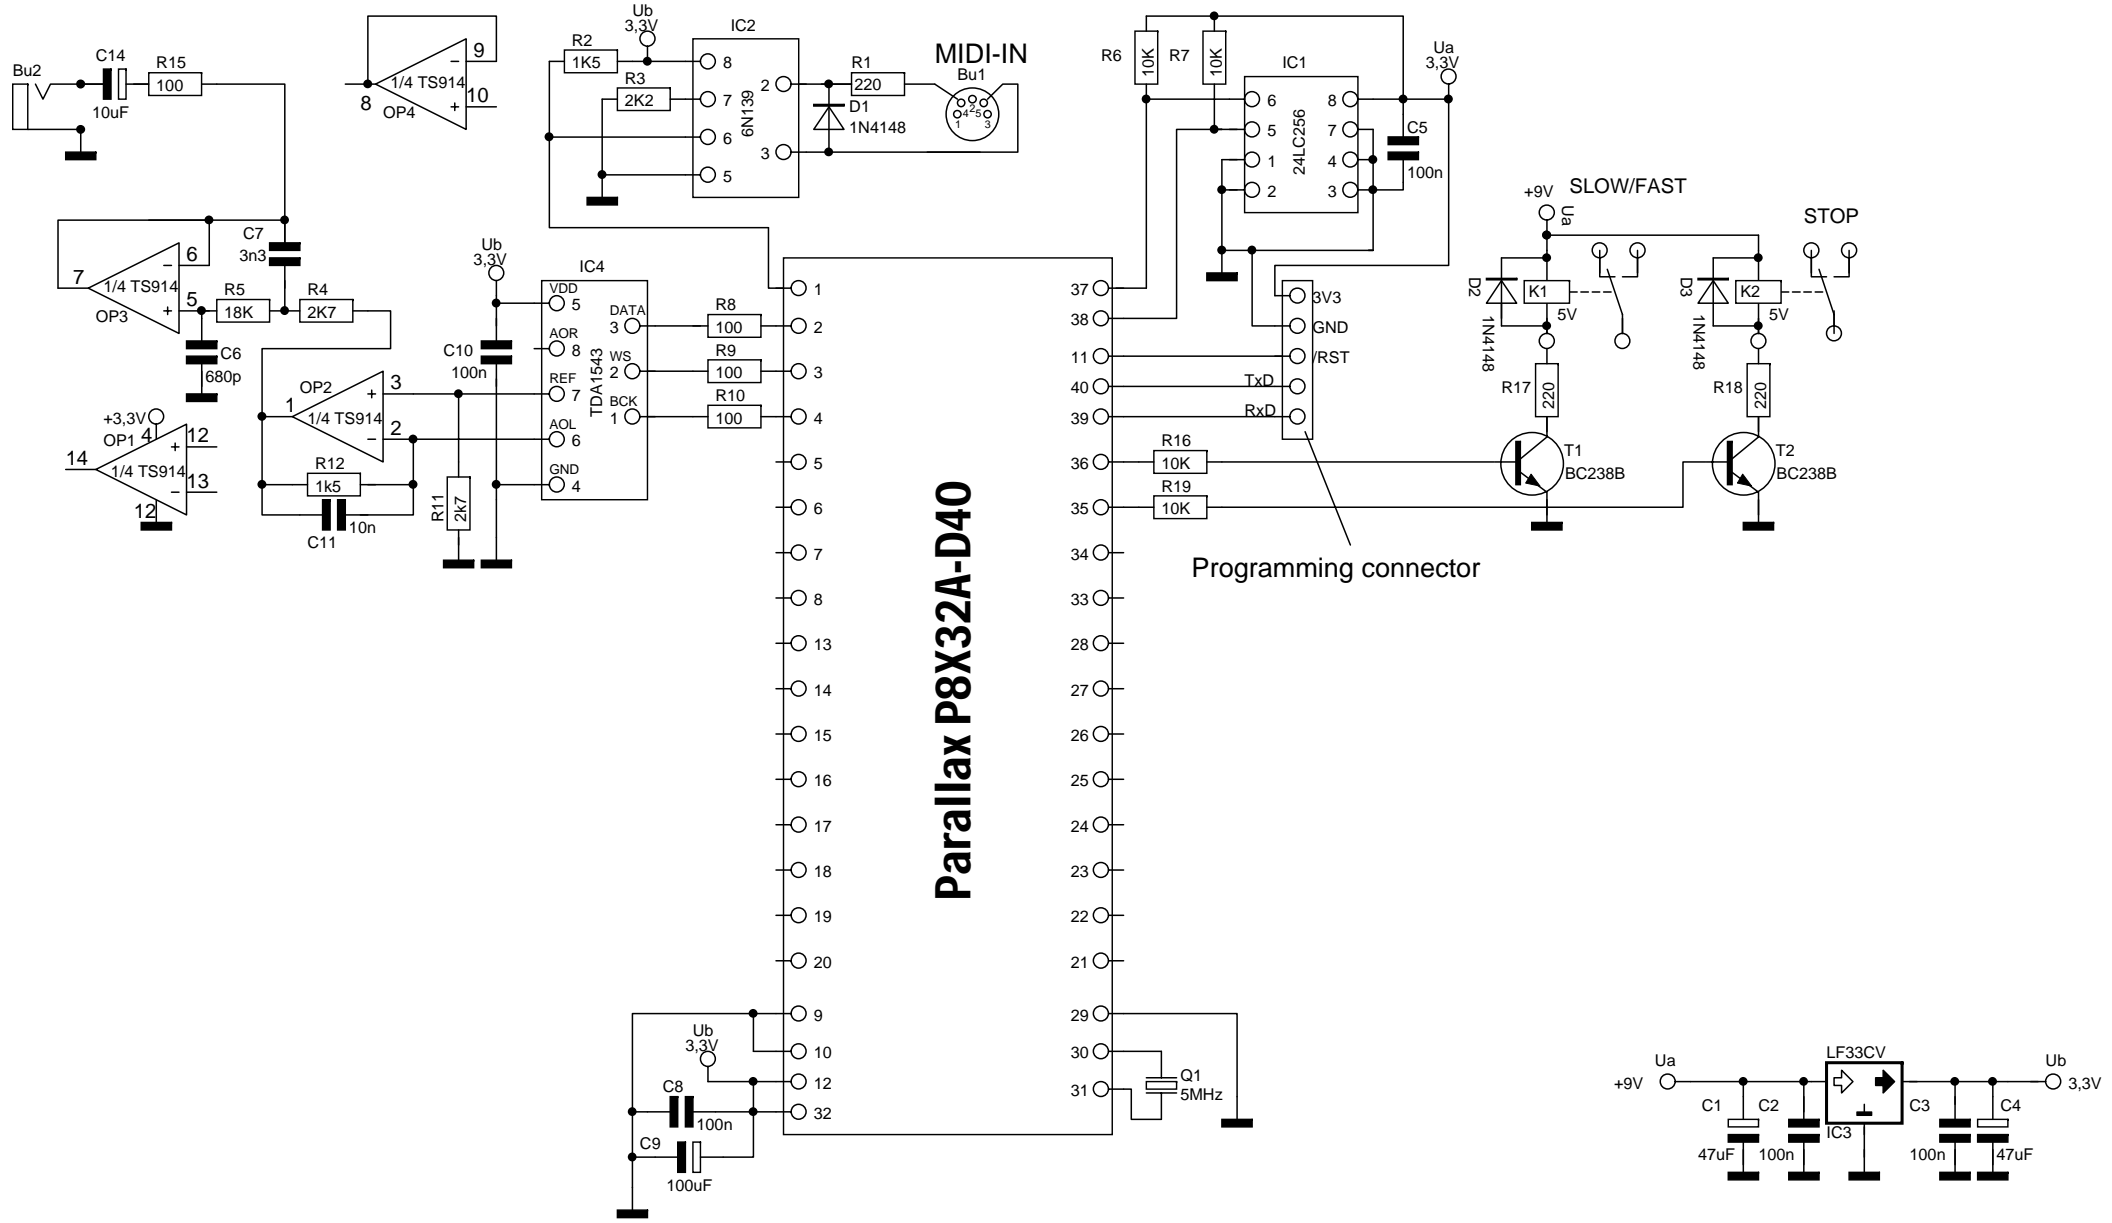 Bu2
C14
10uF
R15
100
9
10
8
1/4 TS914
OP4
−
+
Ub
3,3V
IC2
R2
1K5
R3
2K2
8
7
6
5
6N139
2
3
R1
220
D1
1N4148
MIDI-IN
Bu1
4
2
5
1
3
R6
10K
R7
10K
IC1
Ua
3,3V
6
5
1
2
24LC256
8
7
4
3
C5
100n
C7
3n3
6
7
5
−
+
1/4 TS914
OP3
R5
18K
R4
2K7
C6
680p
OP2
1
3
2
+
−
1/4 TS914
R12
1k5
C11
10n
R11
2k7
+3,3V
4
OP1
12
14
13
+
−
1/4 TS914
12
Ub
3,3V
C10
100n
IC4
VDD
5
AOR
8
REF
7
AOL
6
GND
4
TDA1543
DATA
3
WS
2
BCK
1
R8
100
R9
100
R10
100
1
2
3
4
5
6
7
8
13
14
15
16
17
18
19
20
9
10
12
32
Parallax P8X32A-D40
37
38
11
40
39
36
35
34
33
28
27
26
25
24
23
22
21
29
30
31
3V3
GND
/RST
TxD
RxD
R16
10K
R19
10K
Programming connector
+9V
Ua
SLOW/FAST
STOP
D2
1N4148
K1
5V
R17
220
T1
BC238B
D3
1N4148
K2
5V
R18
220
T2
BC238B
Ub
3,3V
C8
100n
C9
100uF
Q1
5MHz
Ua
+9V
C1
47uF
C2
100n
LF33CV
IC3
C3
100n
C4
47uF
Ub
3,3V